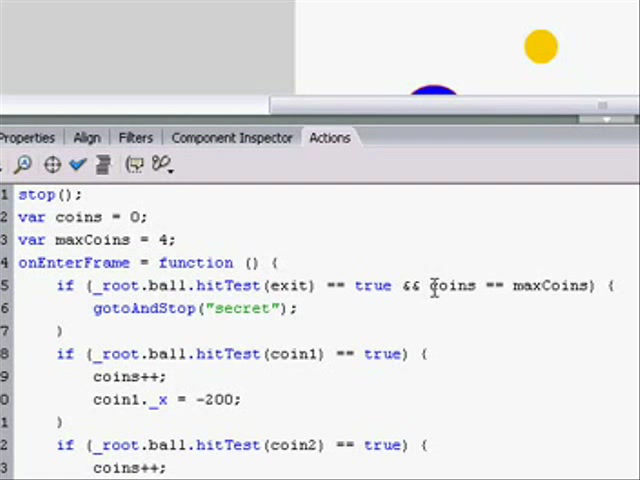 Properties Align Filters Component Inspector Actions
1 stop();
2 var coins = 0;
3 var maxCoins = 4;
4 onEnterFrame = function () {
5 if (_root.ball.hitTest(exit) == true && coins == maxCoins) {
6 gotoAndStop("secret");
7 }
8 if (_root.ball.hitTest(coin1) == true) {
9 coins++;
0 coin1._x = -200;
1 }
2 if (_root.ball.hitTest(coin2) == true) {
3 coins++;